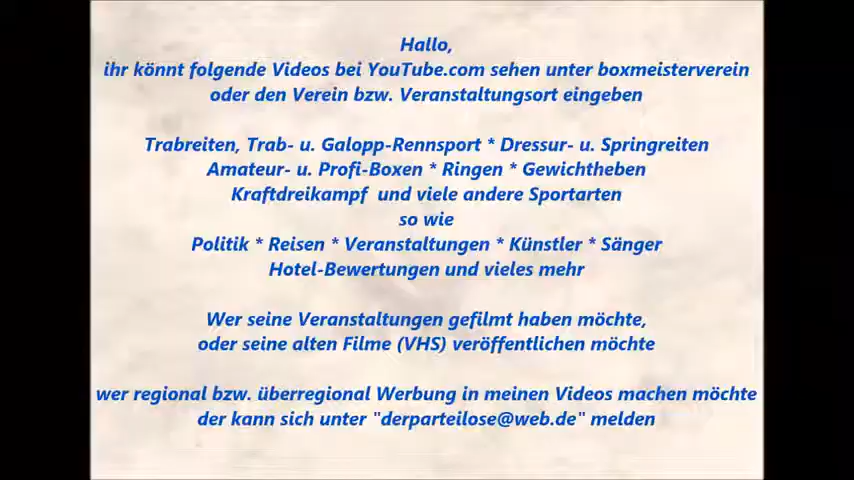 Hallo,
ihr könnt folgende Videos bei YouTube.com sehen unter boxmeisterverein
oder den Verein bzw. Veranstaltungsort eingeben
Trabreiten, Trab- u. Galopp-Rennsport * Dressur- u. Springreiten
Amateur- u. Profi-Boxen * Ringen * Gewichtheben
Kraftdreikampf und viele andere Sportarten
so wie
Politik * Reisen * Veranstaltungen * Künstler * Sänger
Hotel-Bewertungen und vieles mehr
Wer seine Veranstaltungen gefilmt haben möchte,
oder seine alten Filme (VHS) veröffentlichen möchte
wer regional bzw. überregional Werbung in meinen Videos machen möchte
der kann sich unter "derparteilose@web.de" melden